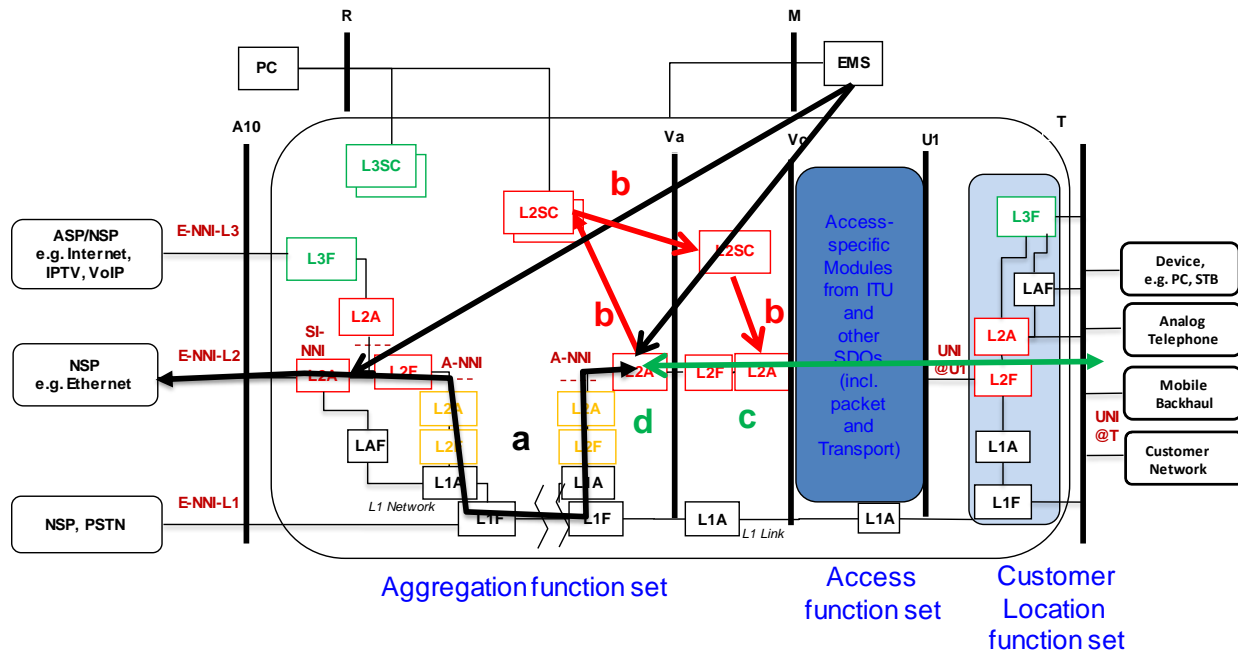 R
M
PC
EMS
A10
Va
Vc
U1
T
L3SC
b
L2SC
L3F
ASP/NSP
e.g. Internet,
IPTV, VoIP
E-NNI-L3
L3F
L2SC
Access-
specific
Modules
from ITU
and
other
SDOs
(incl.
packet
and
Transport)
LAF
Device,
e.g. PC, STB
L2A
b
b
L2A
Analog
Telephone
SI-
NNI
NSP
e.g. Ethernet
E-NNI-L2
L2A
L2F
A-NNI
A-NNI
L2A
L2F
L2A
UNI
@U1
L2F
Mobile
Backhaul
L2A
a
L2A
d
c
UNI
@T
LAF
L2F
L2F
L1A
Customer
Network
L1A
L1A
NSP, PSTN
E-NNI-L1
L1 Network
L1F
L1F
L1A
L1 Link
L1A
L1F
Aggregation function set
Access
function set
Customer
Location
function set